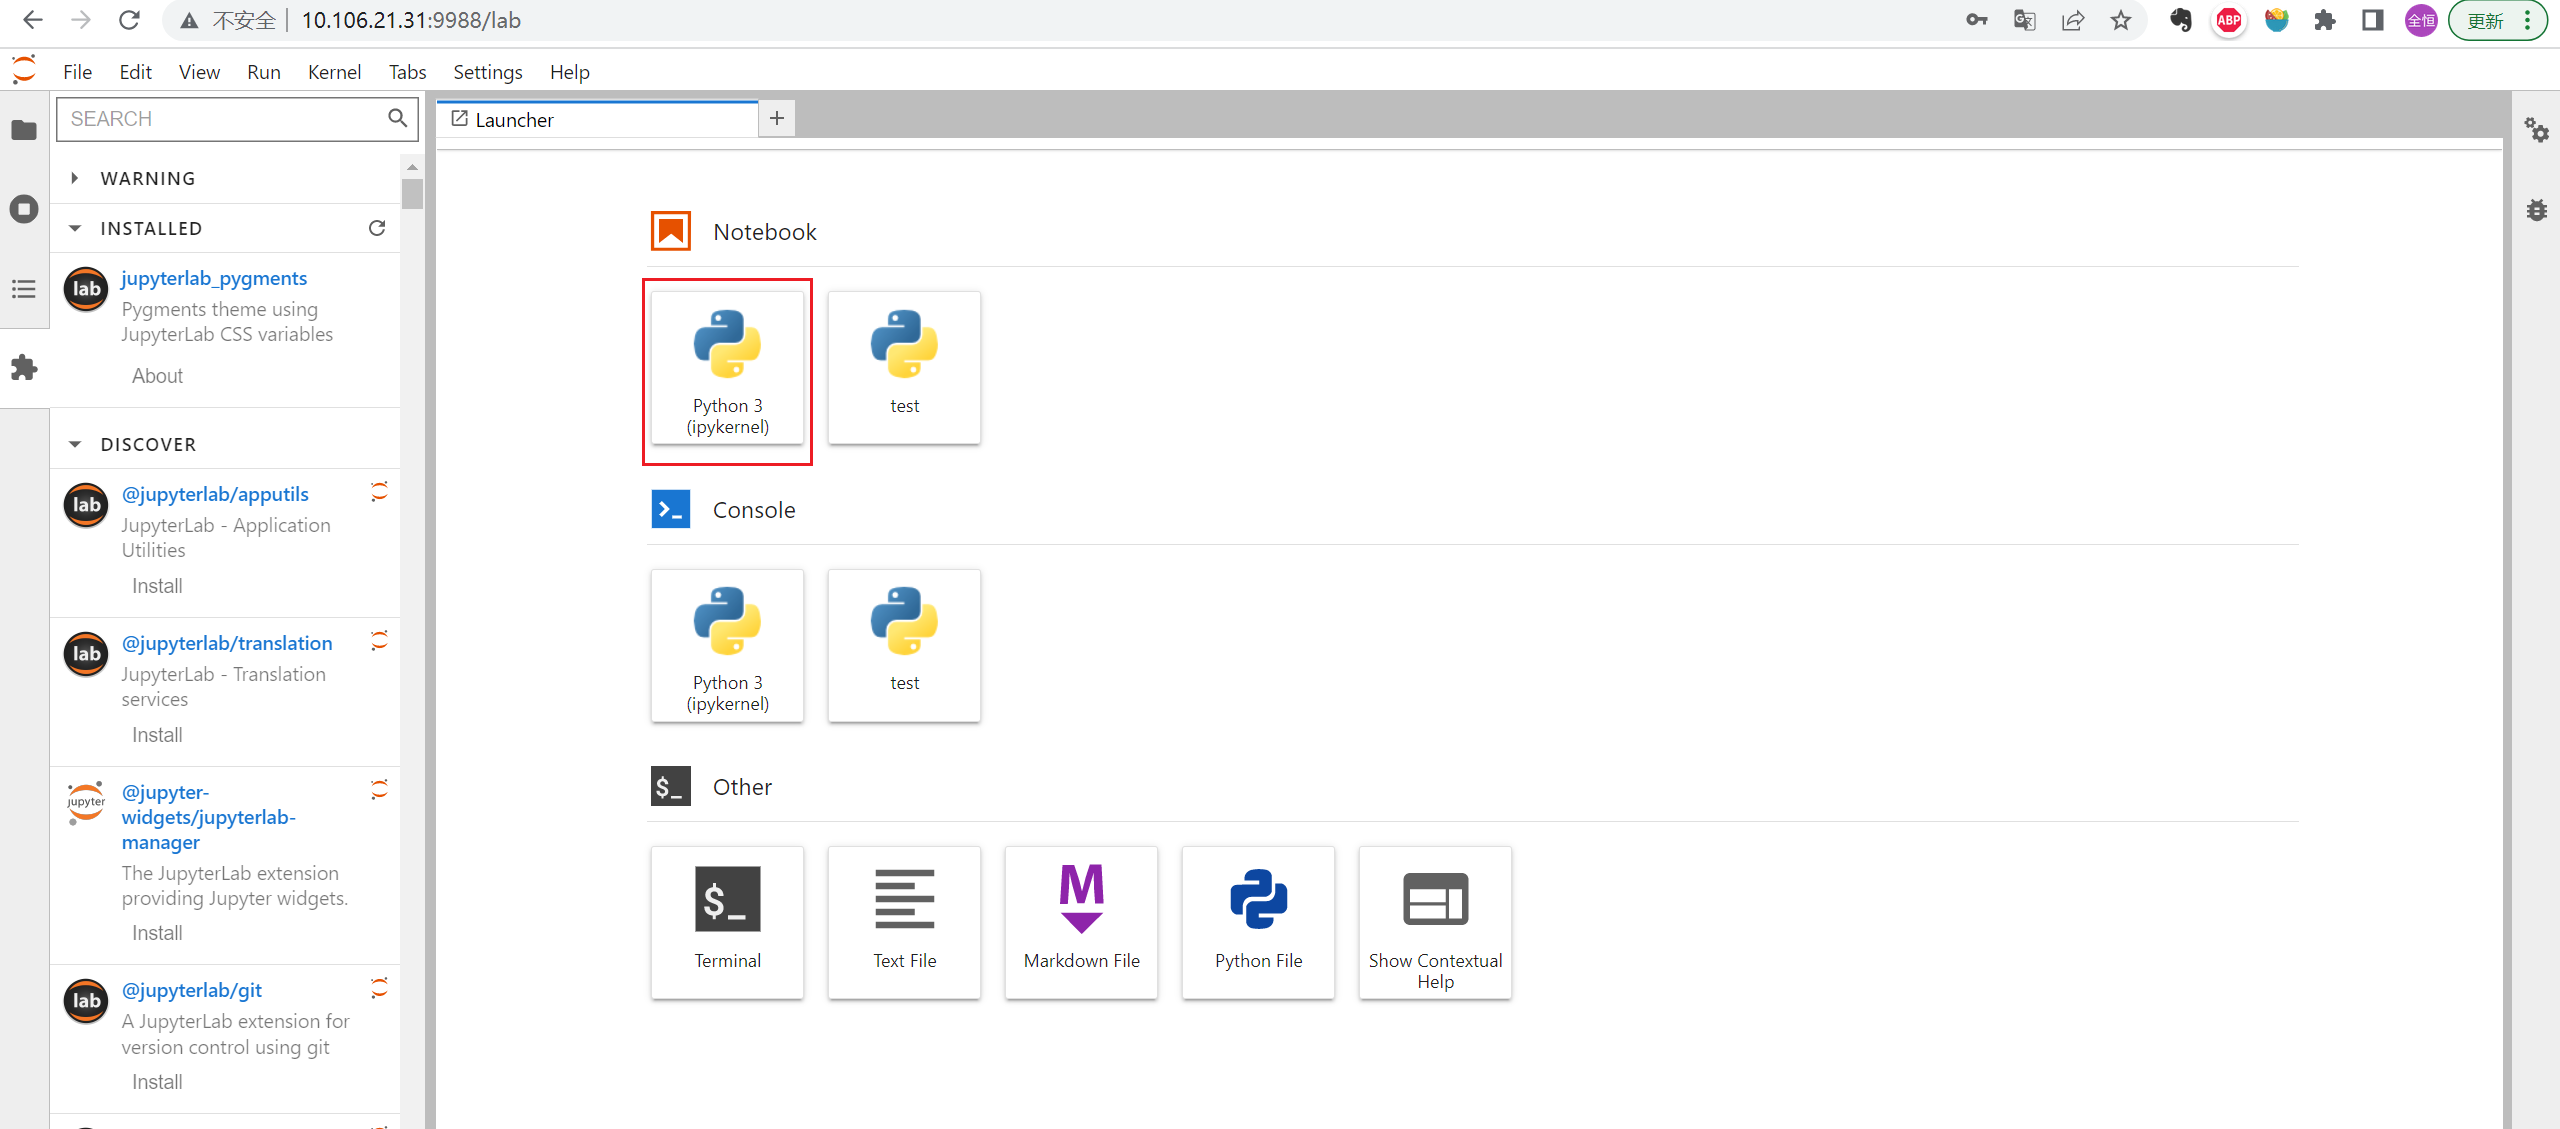 不安全 10.106.21.31:9988/lab
ABP
全恒
更新
File Edit View Run Kernel Tabs Settings Help
SEARCH
WARNING
INSTALLED
lab
jupyterlab_pygments
Pygments theme using
JupyterLab CSS variables
About
DISCOVER
lab
@jupyterlab/apputils
JupyterLab - Application
Utilities
Install
lab
@jupyterlab/translation
JupyterLab - Translation
services
Install
jupyter
@jupyter-
widgets/jupyterlab-
manager
The JupyterLab extension
providing Jupyter widgets.
Install
lab
@jupyterlab/git
A JupyterLab extension for
version control using git
Install
Launcher
Notebook
Python 3
(ipykernel)
test
Console
Python 3
(ipykernel)
test
$_ Other
$_
Terminal
Text File
M
Markdown File
Python File
Show Contextual
Help